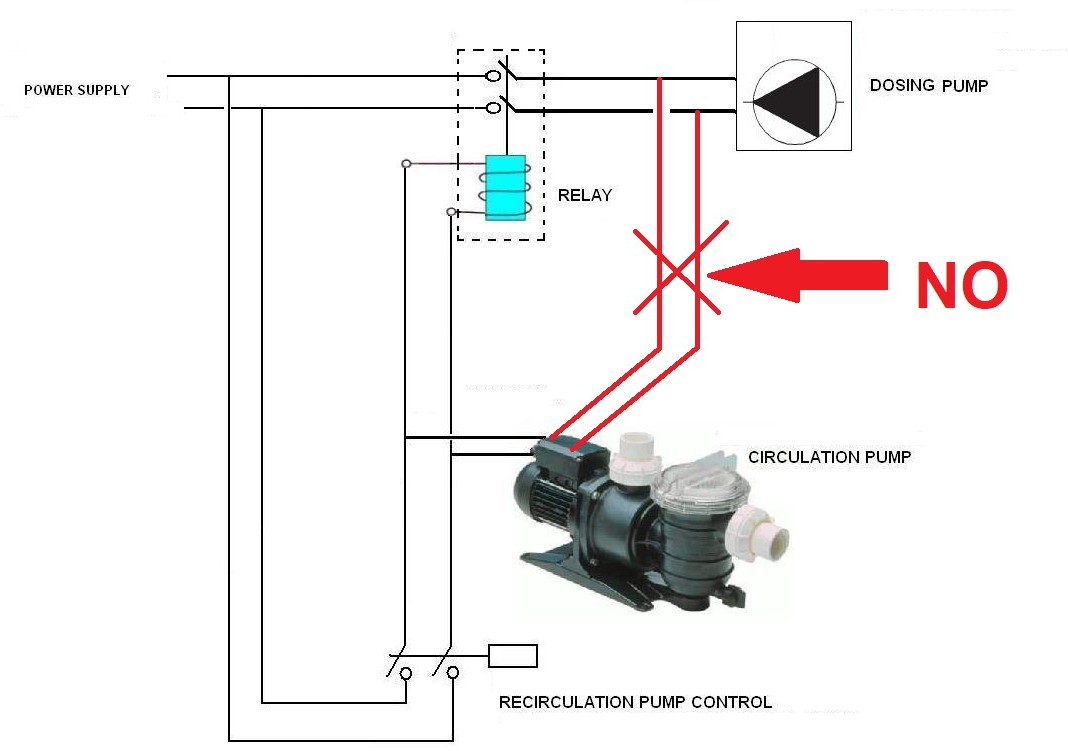 POWER SUPPLY
DOSING PUMP
RELAY
NO
CIRCULATION PUMP
RECIRCULATION PUMP CONTROL